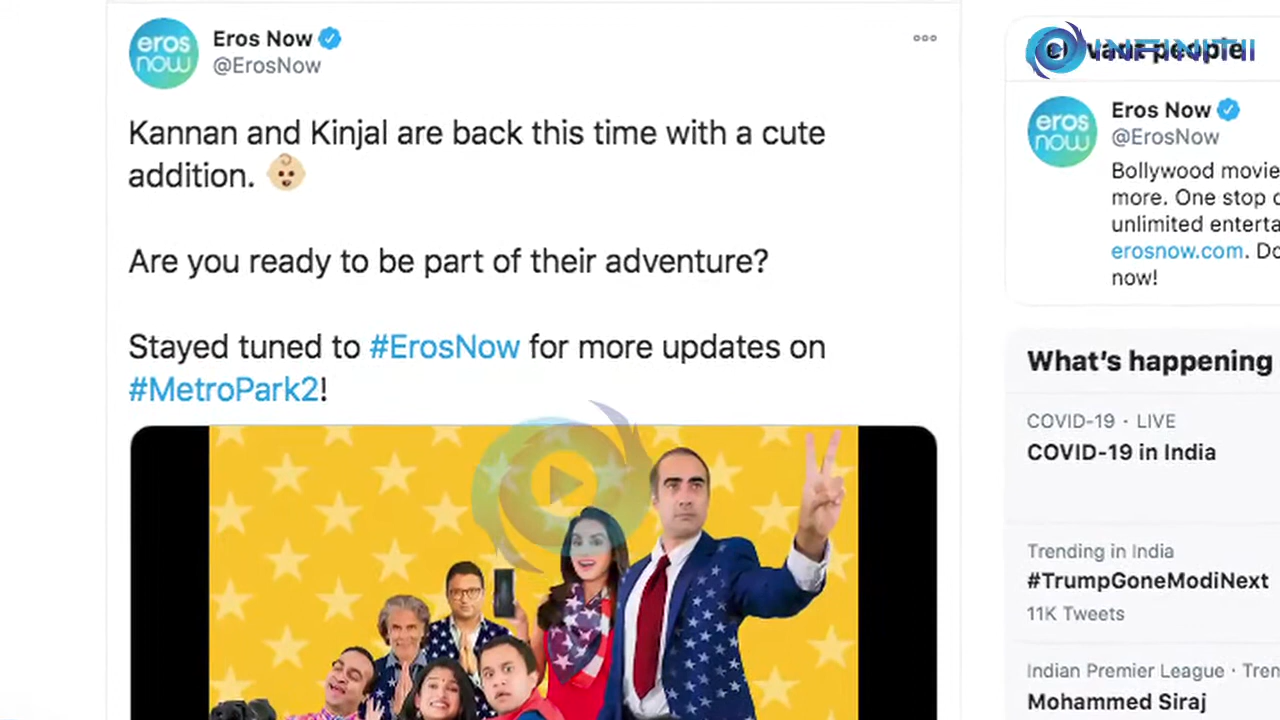 eros now
Eros Now
@ErosNow
Kannan and Kinjal are back this time with a cute
addition.
Are you ready to be part of their adventure?
Stayed tuned to #ErosNow for more updates on
#MetroPark2!
INFINITII
eros now
Eros Now
@ErosNow
Bollywood movie
more. One stop
unlimited enterta
erosnow.com. Do
now!
What's happening
COVID-19 · LIVE
COVID-19 in India
Trending in India
#TrumpGoneModiNext
11K Tweets
Indian Premier League · Tren
Mohammed Siraj